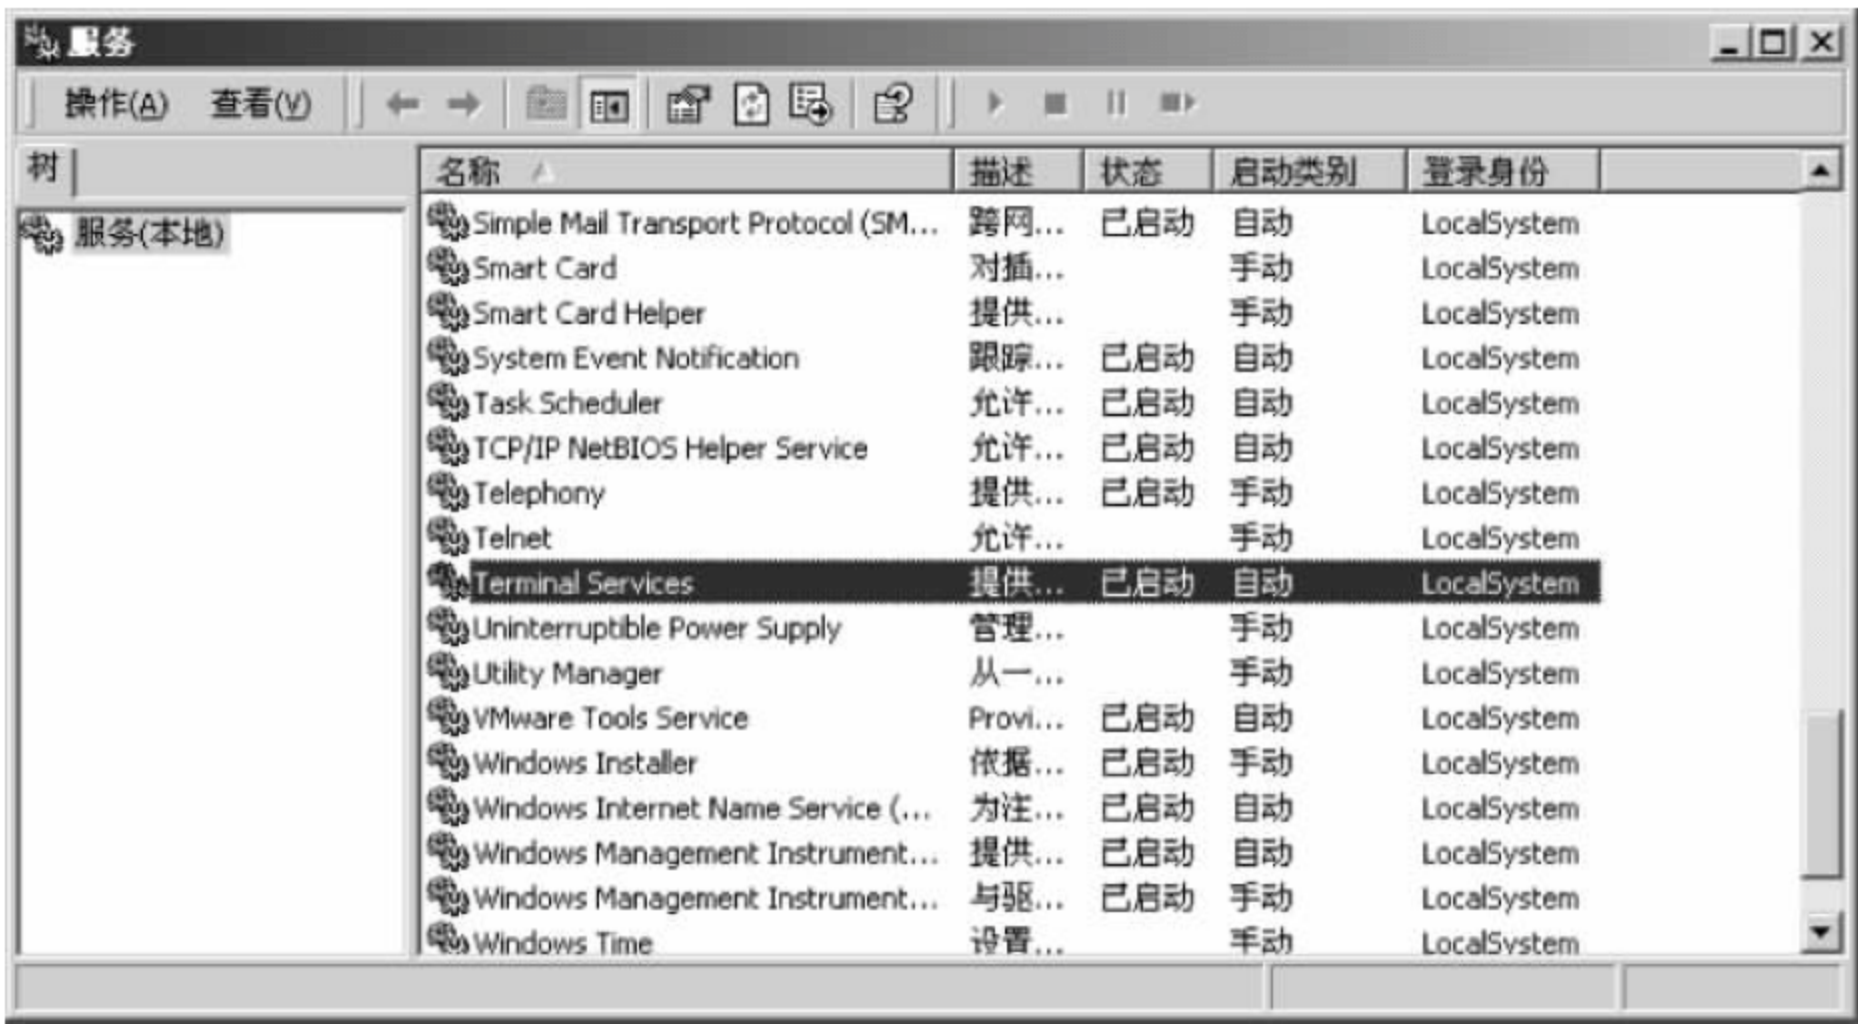 服务
操作(A) 查看(V)
树
名称 描述 状态 启动类别 登录身份
服务(本地)
Simple Mail Transport Protocol (SM... 跨网... 已启动 自动 LocalSystem
Smart Card 对插... 手动 LocalSystem
Smart Card Helper 提供... 手动 LocalSystem
System Event Notification 跟踪... 已启动 自动 LocalSystem
Task Scheduler 允许... 已启动 自动 LocalSystem
TCP/IP NetBIOS Helper Service 允许... 已启动 自动 LocalSystem
Telephony 提供... 已启动 手动 LocalSystem
Telnet 允许... 手动 LocalSystem
Terminal Services 提供... 已启动 自动 LocalSystem
Uninterruptible Power Supply 管理... 手动 LocalSystem
Utility Manager 从一... 手动 LocalSystem
VMware Tools Service Provi... 已启动 自动 LocalSystem
Windows Installer 依据... 已启动 手动 LocalSystem
Windows Internet Name Service (... 为注... 已启动 自动 LocalSystem
Windows Management Instrument... 提供... 已启动 自动 LocalSystem
Windows Management Instrument... 与驱... 已启动 手动 LocalSystem
Windows Time 设置... 手动 LocalSystem